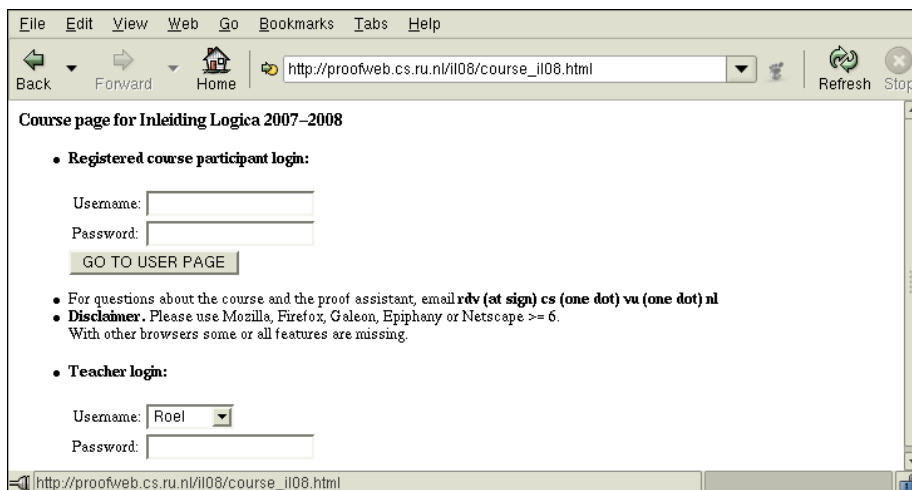 File Edit View Web Go Bookmarks Tabs Help
Back Forward Home http://proofweb.cs.ru.nl/il08/course_il08.html Refresh Stop
Course page for Inleiding Logica 2007–2008
• Registered course participant login:
Username:
Password:
GO TO USER PAGE
• For questions about the course and the proof assistant, email rdv (at sign) cs (one dot) vu (one dot) nl
• Disclaimer. Please use Mozilla, Firefox, Galeon, Epiphany or Netscape >= 6.
With other browsers some or all features are missing.
• Teacher login:
Username: Roel
Password:
http://proofweb.cs.ru.nl/il08/course_il08.html